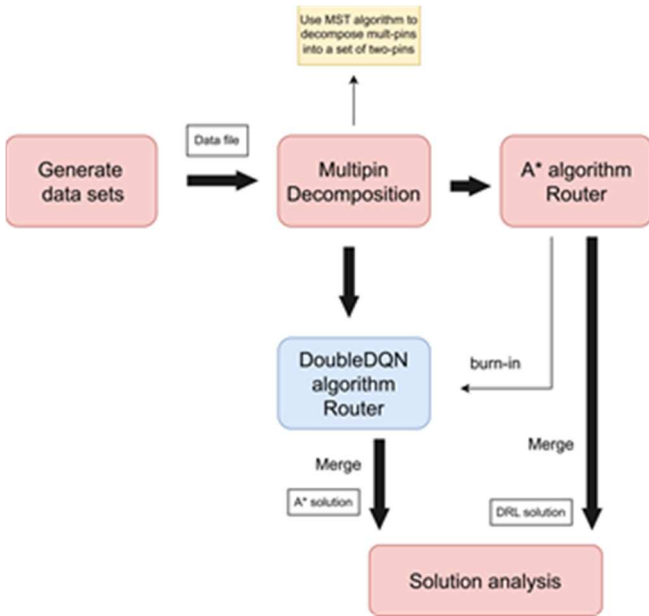 Use MST algorithm to
decompose mult-pins
into a set of two-pins
Data file
Generate
data sets
Multipin
Decomposition
A* algorithm
Router
DoubleDQN
algorithm
Router
burn-in
Merge
Merge
A* solution
DRL solution
Solution analysis